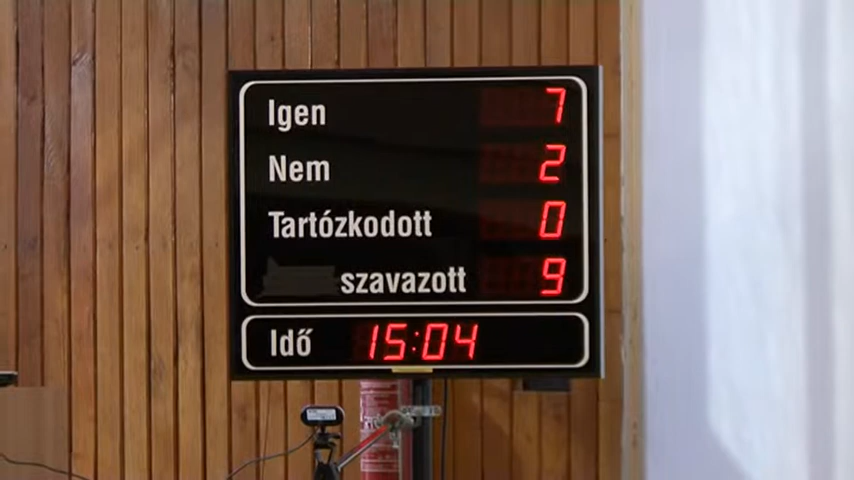 Igen 7
Nem 2
Tartózkodott 0
szavazott 9
Idő 15:04